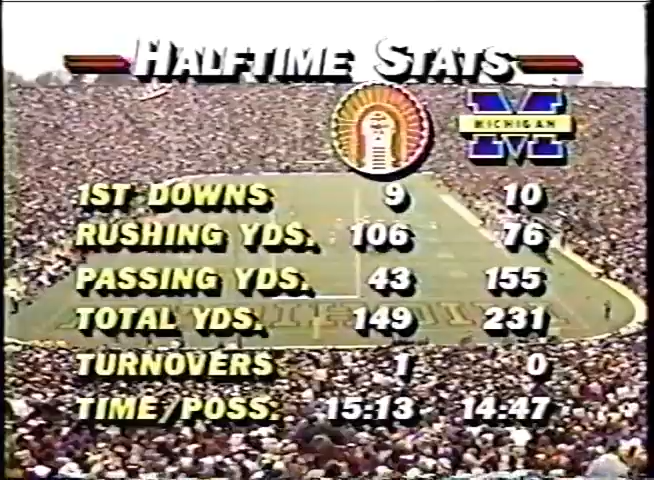 HALFTIME STATS
MICHIGAN
1ST DOWNS 9 10
RUSHING YDS. 106 76
PASSING YDS. 43 155
TOTAL YDS. 149 231
TURNOVERS 1 0
TIME/POSS. 15:13 14:47